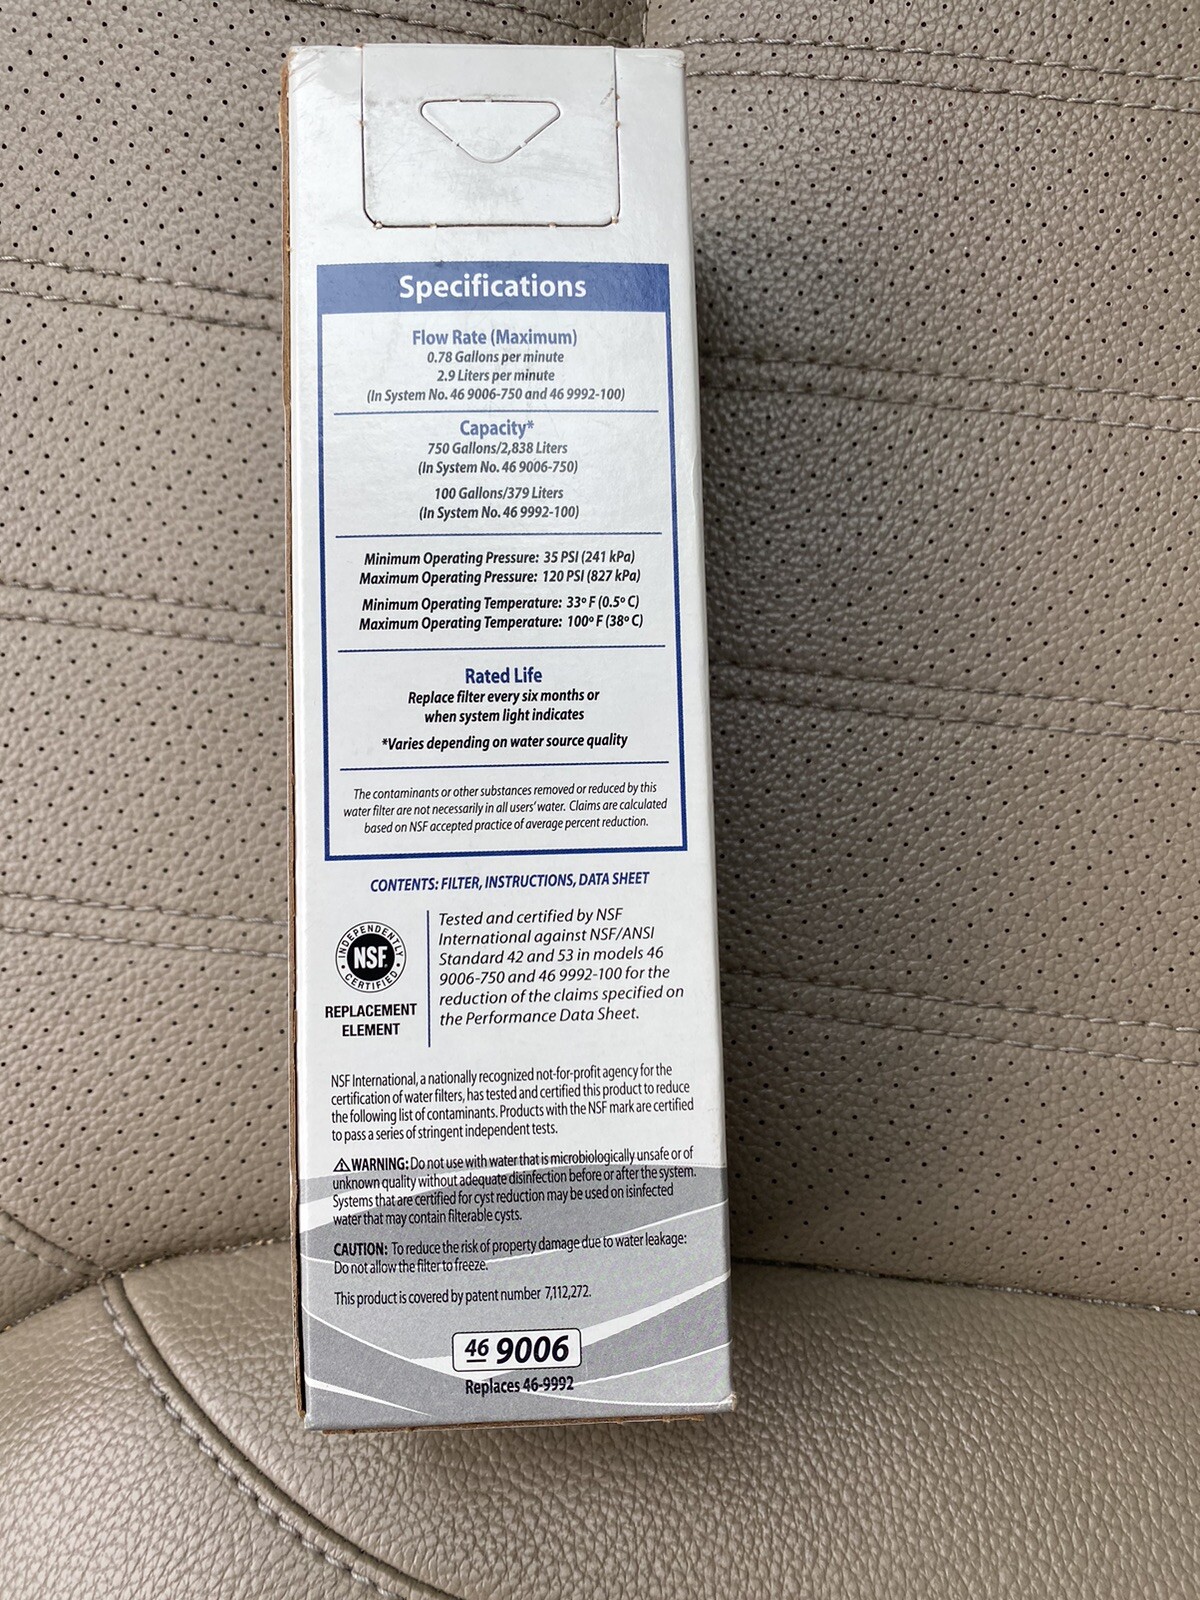 Specifications
Flow Rate (Maximum)
0.78 Gallons per minute
2.9 Liters per minute
(In System No. 46 9006-750 and 46 9992-100)
Capacity*
750 Gallons/2,838 Liters
(In System No. 46 9006-750)
100 Gallons/379 Liters
(In System No. 46 9992-100)
Minimum Operating Pressure: 35 PSI (241 kPa)
Maximum Operating Pressure: 120 PSI (827 kPa)
Minimum Operating Temperature: 33º F (0.5º C)
Maximum Operating Temperature: 100º F (38º C)
Rated Life
Replace filter every six months or
when system light indicates
*Varies depending on water source quality
The contaminants or other substances removed or reduced by this
water filter are not necessarily in all users' water. Claims are calculated
based on NSF accepted practice of average percent reduction.
CONTENTS: FILTER, INSTRUCTIONS, DATA SHEET
INDEPENDENTLY
NSF®
CERTIFIED
REPLACEMENT
ELEMENT
Tested and certified by NSF
International against NSF/ANSI
Standard 42 and 53 in models 46
9006-750 and 46 9992-100 for the
reduction of the claims specified on
the Performance Data Sheet.
NSF International, a nationally recognized not-for-profit agency for the
certification of water filters, has tested and certified this product to reduce
the following list of contaminants. Products with the NSF mark are certified
to pass a series of stringent independent tests.
⚠ WARNING: Do not use with water that is microbiologically unsafe or of
unknown quality without adequate disinfection before or after the system.
Systems that are certified for cyst reduction may be used on isinfected
water that may contain filterable cysts.
CAUTION: To reduce the risk of property damage due to water leakage:
Do not allow the filter to freeze.
This product is covered by patent number 7,112,272.
46 9006
Replaces 46-9992